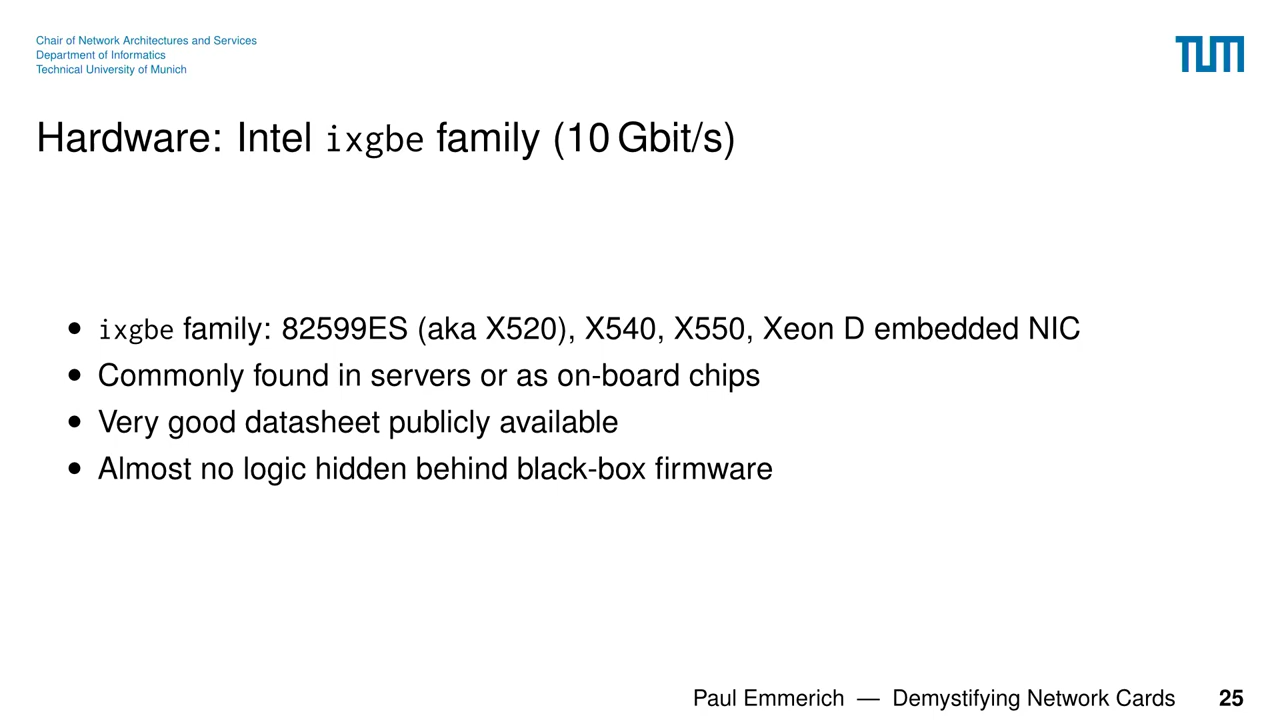 Chair of Network Architectures and Services
Department of Informatics
Technical University of Munich
TUM
Hardware: Intel ixgbe family (10 Gbit/s)
• ixgbe family: 82599ES (aka X520), X540, X550, Xeon D embedded NIC
• Commonly found in servers or as on-board chips
• Very good datasheet publicly available
• Almost no logic hidden behind black-box firmware
Paul Emmerich — Demystifying Network Cards 25